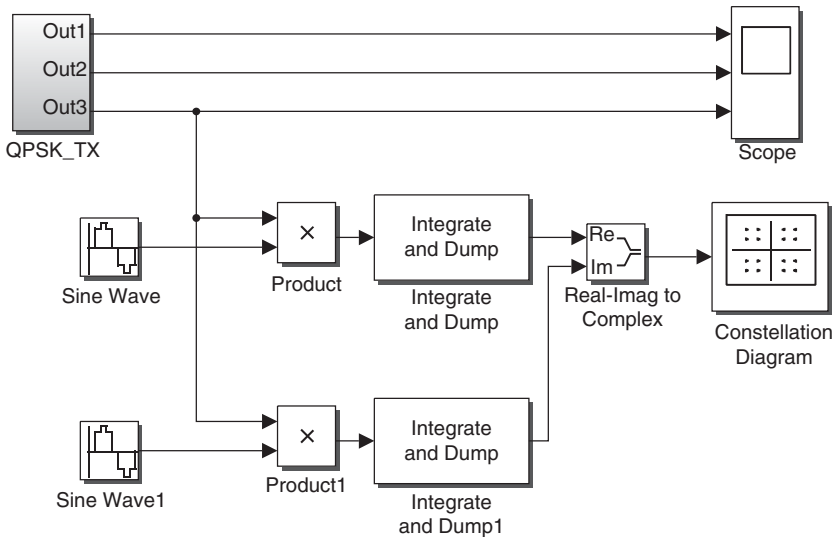 Out1
Out2
Out3
QPSK_TX
Scope
Sine Wave
×
Product
Integrate
and Dump
Integrate
and Dump
Re
Im
Real-Imag to
Complex
Constellation
Diagram
Sine Wave1
×
Product1
Integrate
and Dump
Integrate
and Dump1